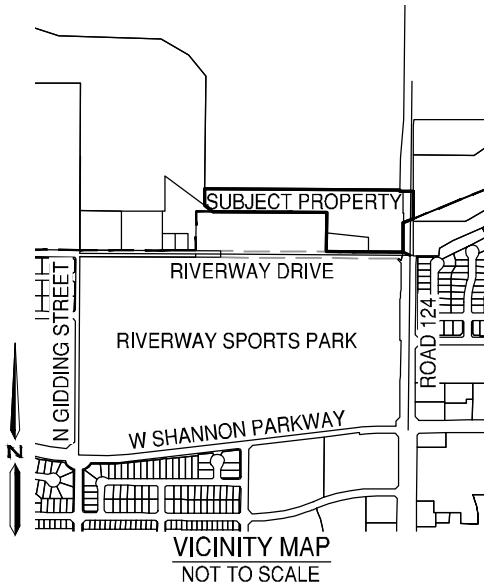 SUBJECT PROPERTY
RIVERWAY DRIVE
N GIDDING STREET
RIVERWAY SPORTS PARK
ROAD 124
W SHANNON PARKWAY
N
VICINITY MAP
NOT TO SCALE